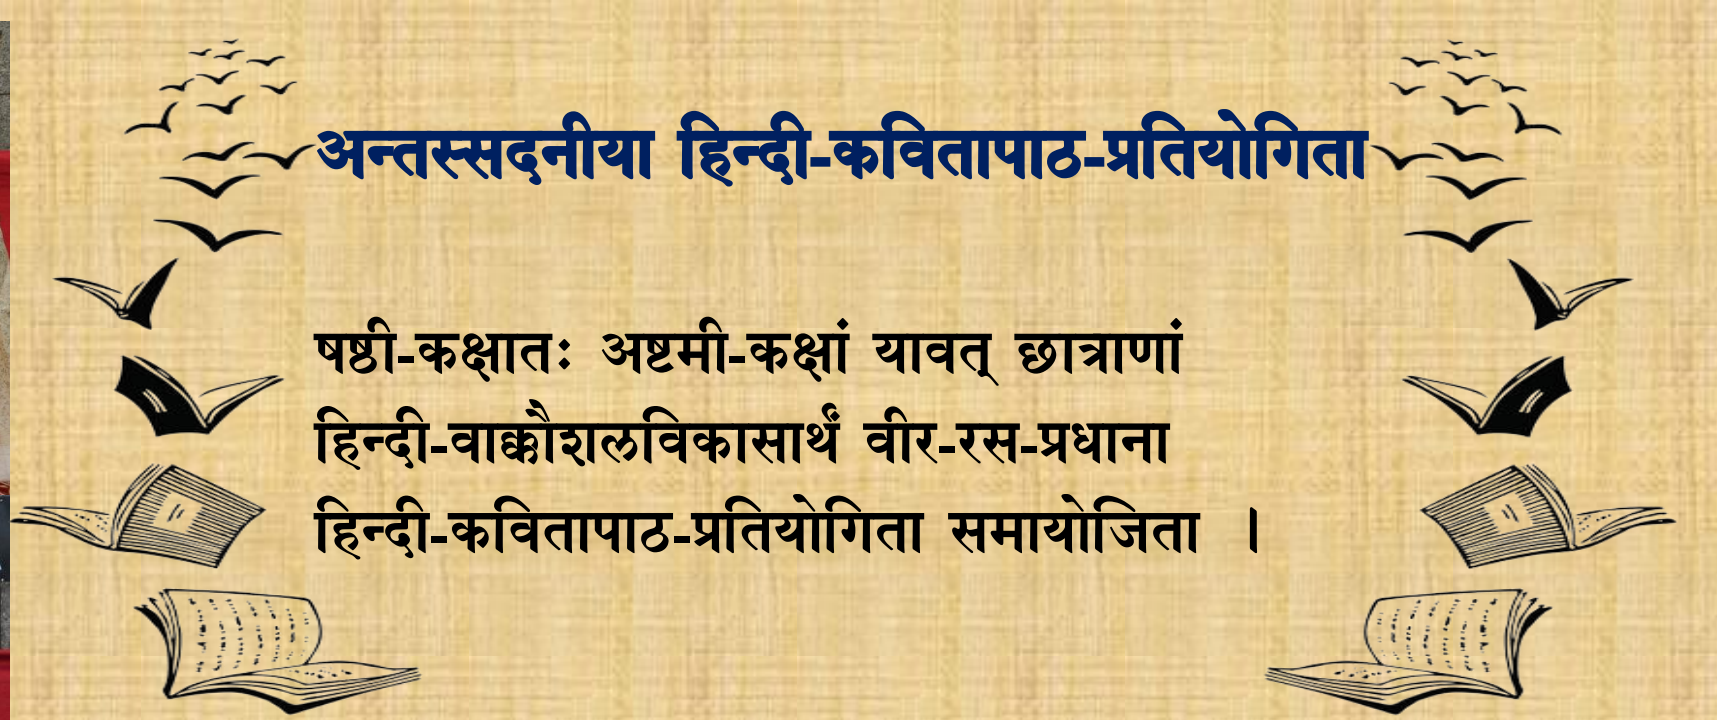 अन्तस्सदनीया हिन्दी-कवितापाठ-प्रतियोगिता
षष्ठी-कक्षातः अष्टमी-कक्षां यावत् छात्राणां
हिन्दी-वाक्कौशलविकासार्थं वीर-रस-प्रधाना
हिन्दी-कवितापाठ-प्रतियोगिता समायोजिता ।